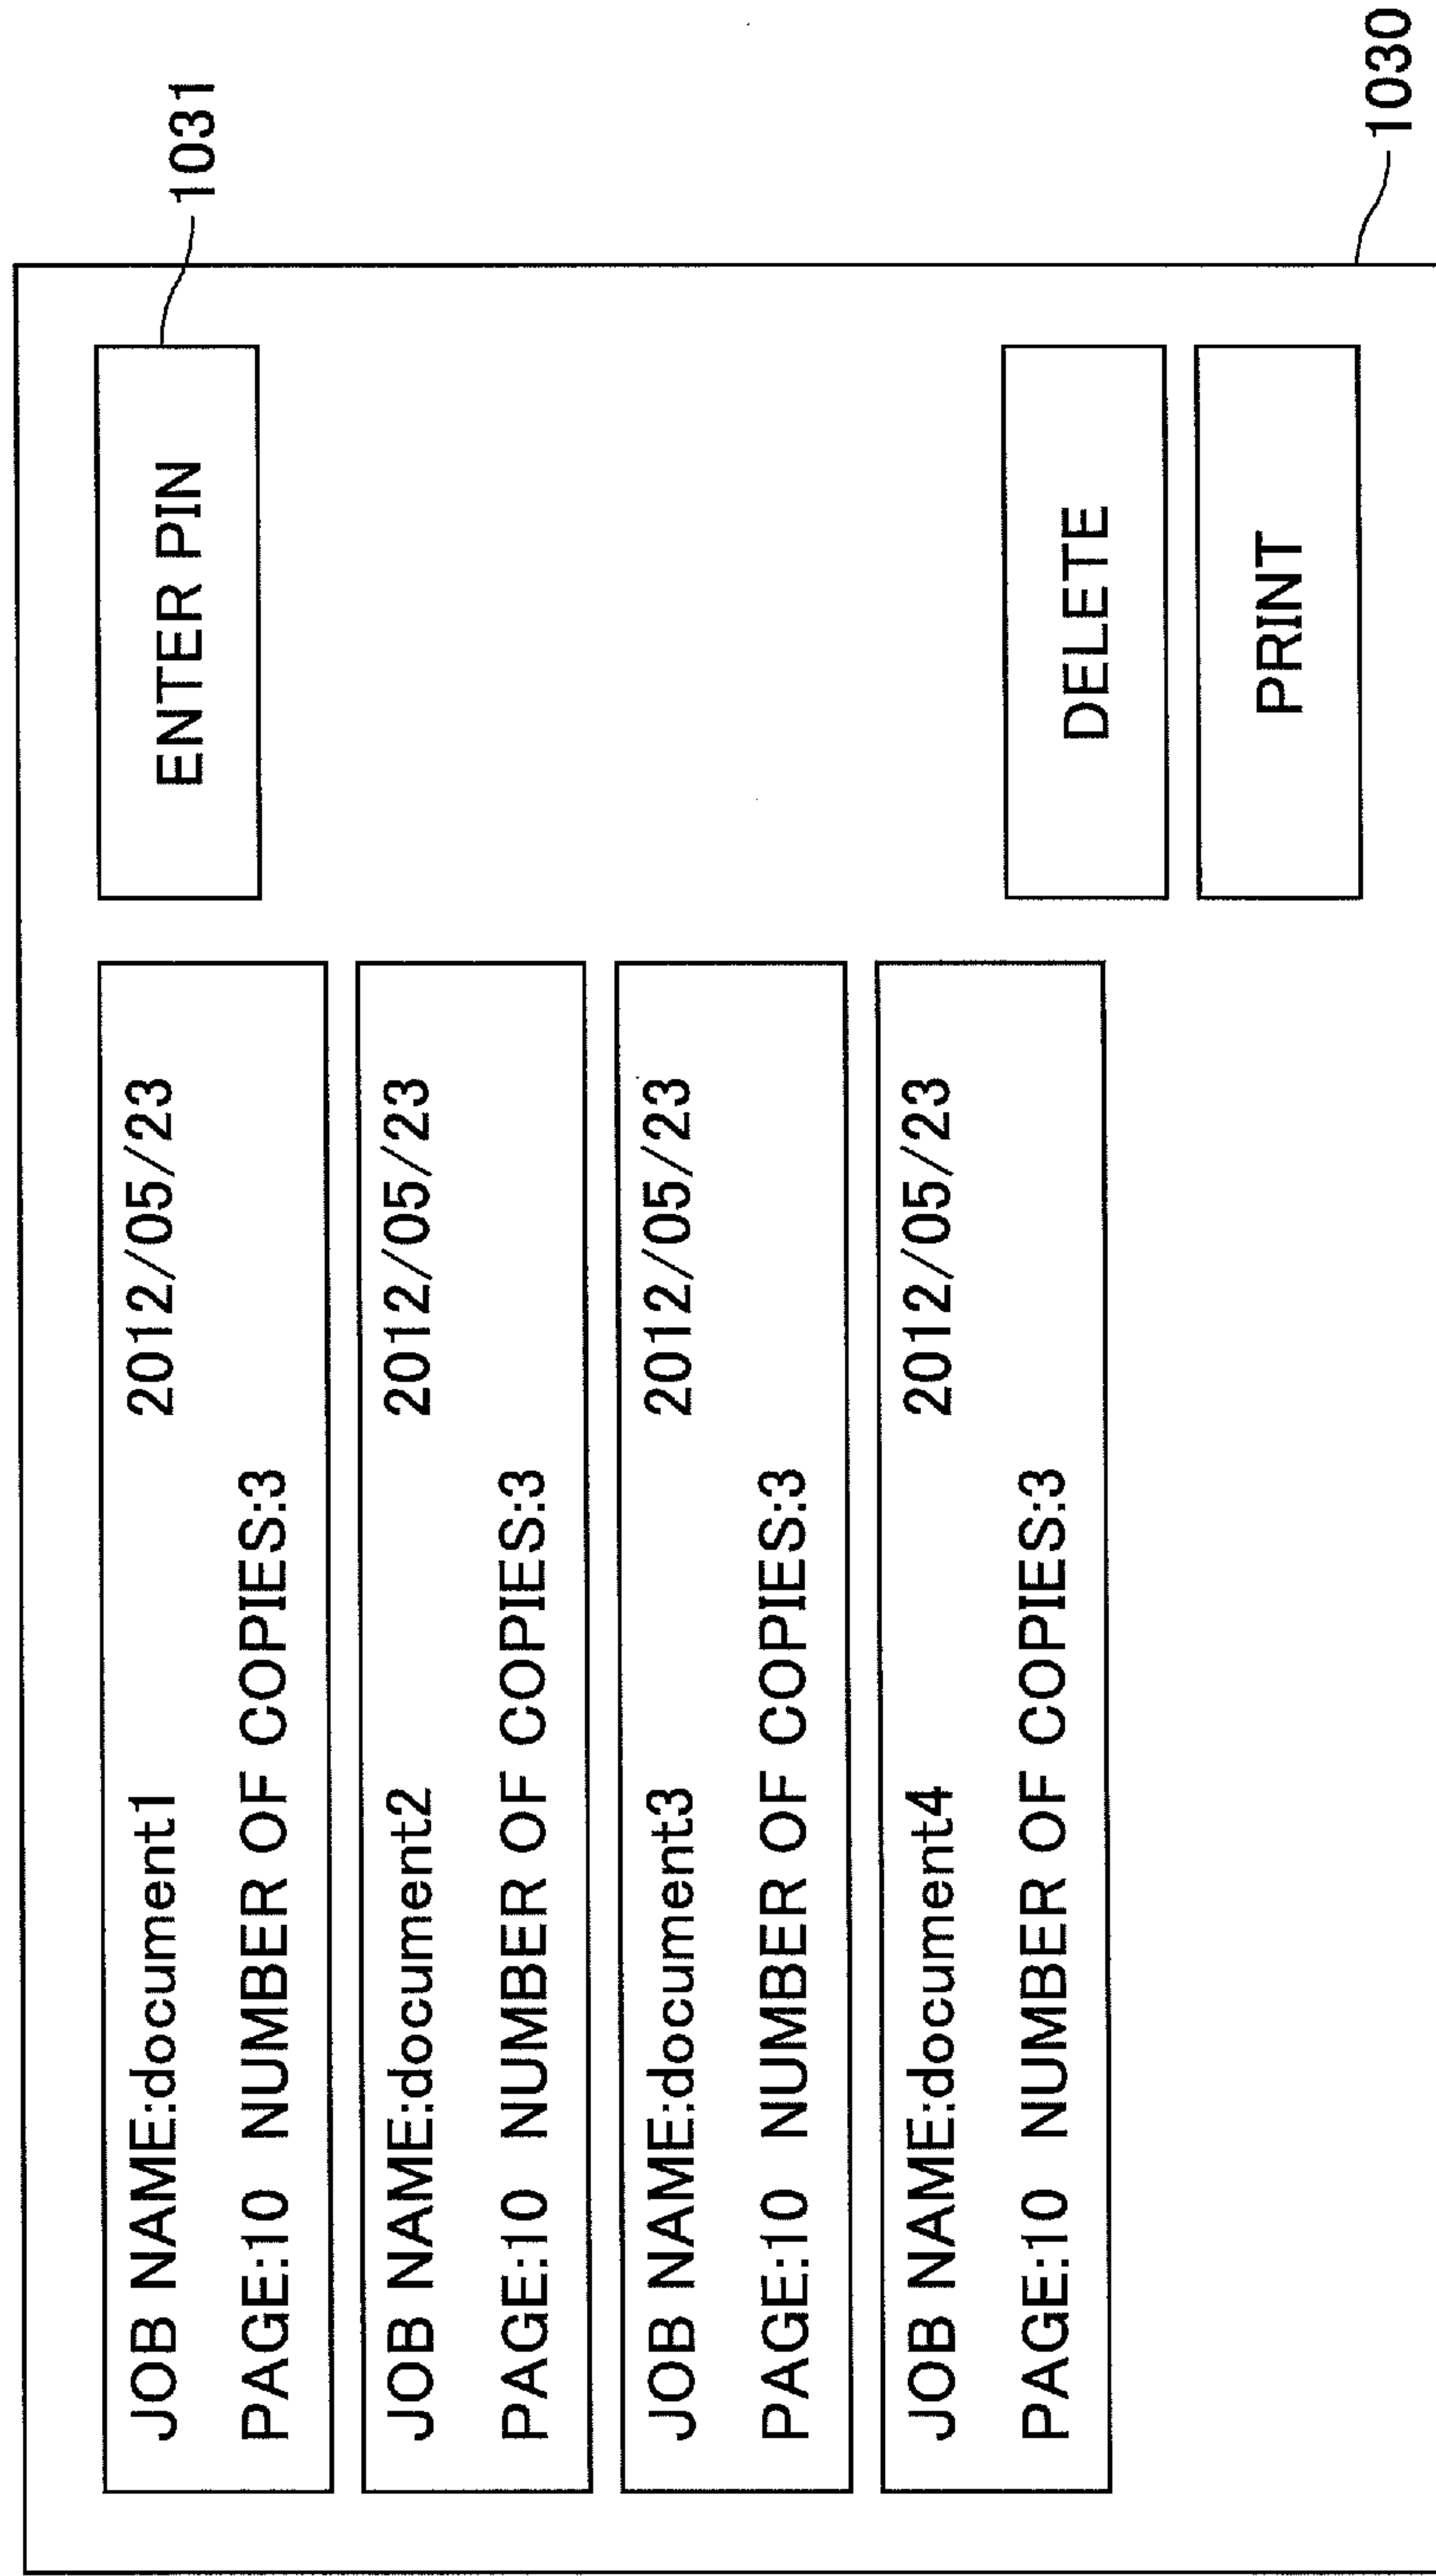 JOB NAME:document1 2012/05/23
PAGE:10 NUMBER OF COPIES:3
JOB NAME:document2 2012/05/23
PAGE:10 NUMBER OF COPIES:3
JOB NAME:document3 2012/05/23
PAGE:10 NUMBER OF COPIES:3
JOB NAME:document4 2012/05/23
PAGE:10 NUMBER OF COPIES:3
ENTER PIN
DELETE
PRINT
1031
1030